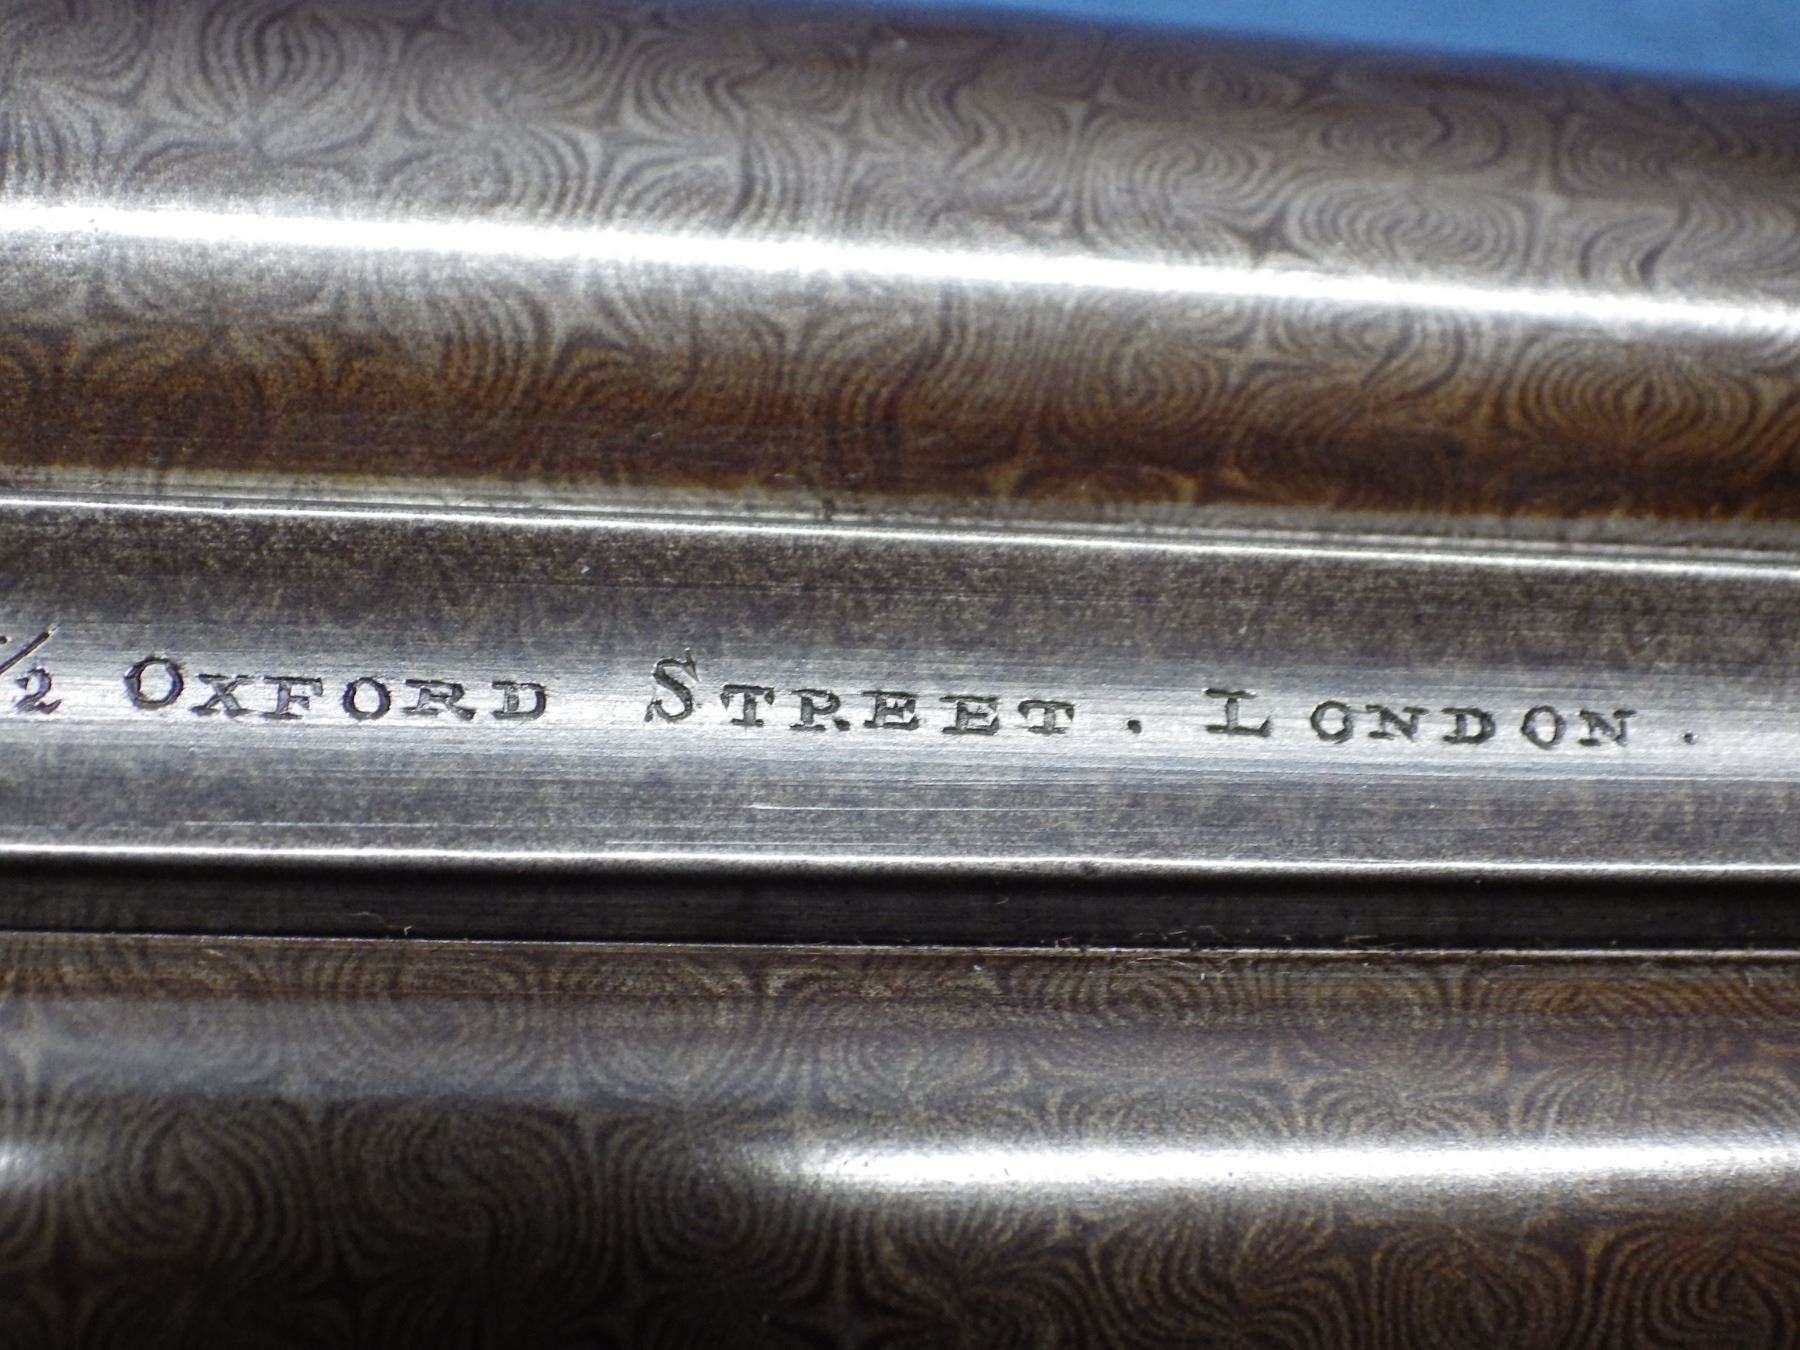 ½ OXFORD STREET. LONDON.